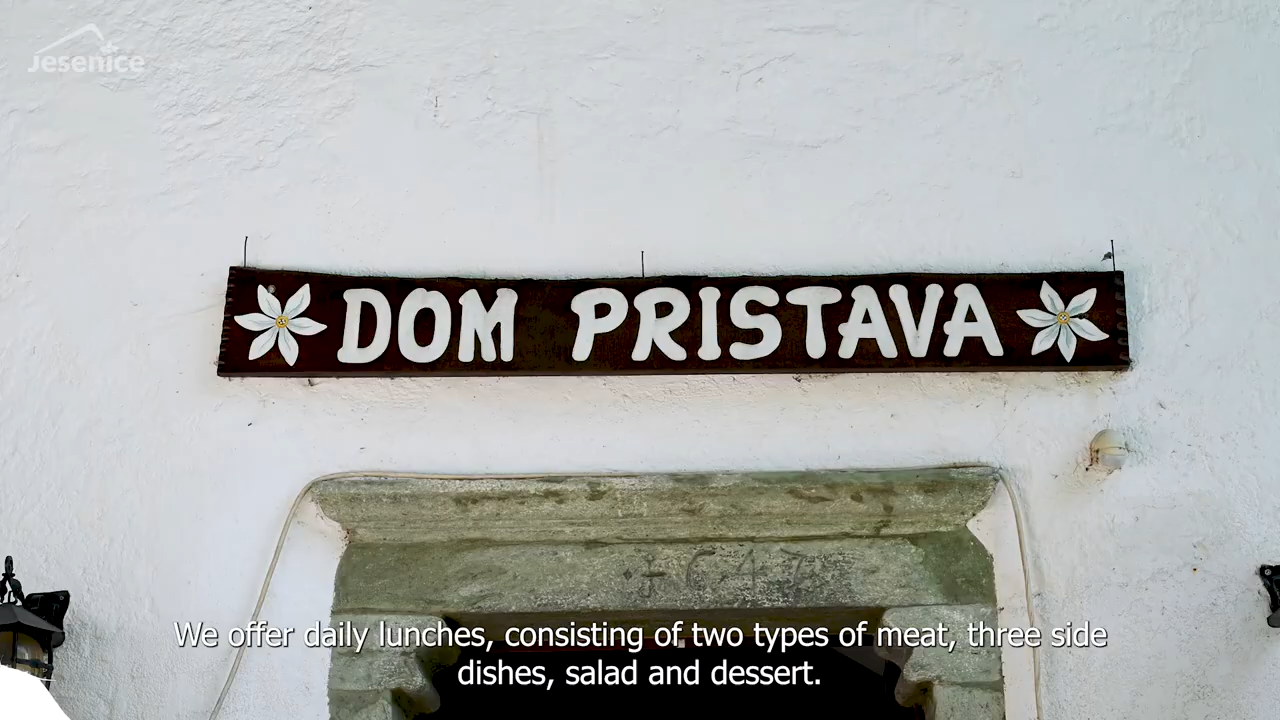 Jesenice
DOM PRISTAVA
1647
We offer daily lunches, consisting of two types of meat, three side
dishes, salad and dessert.